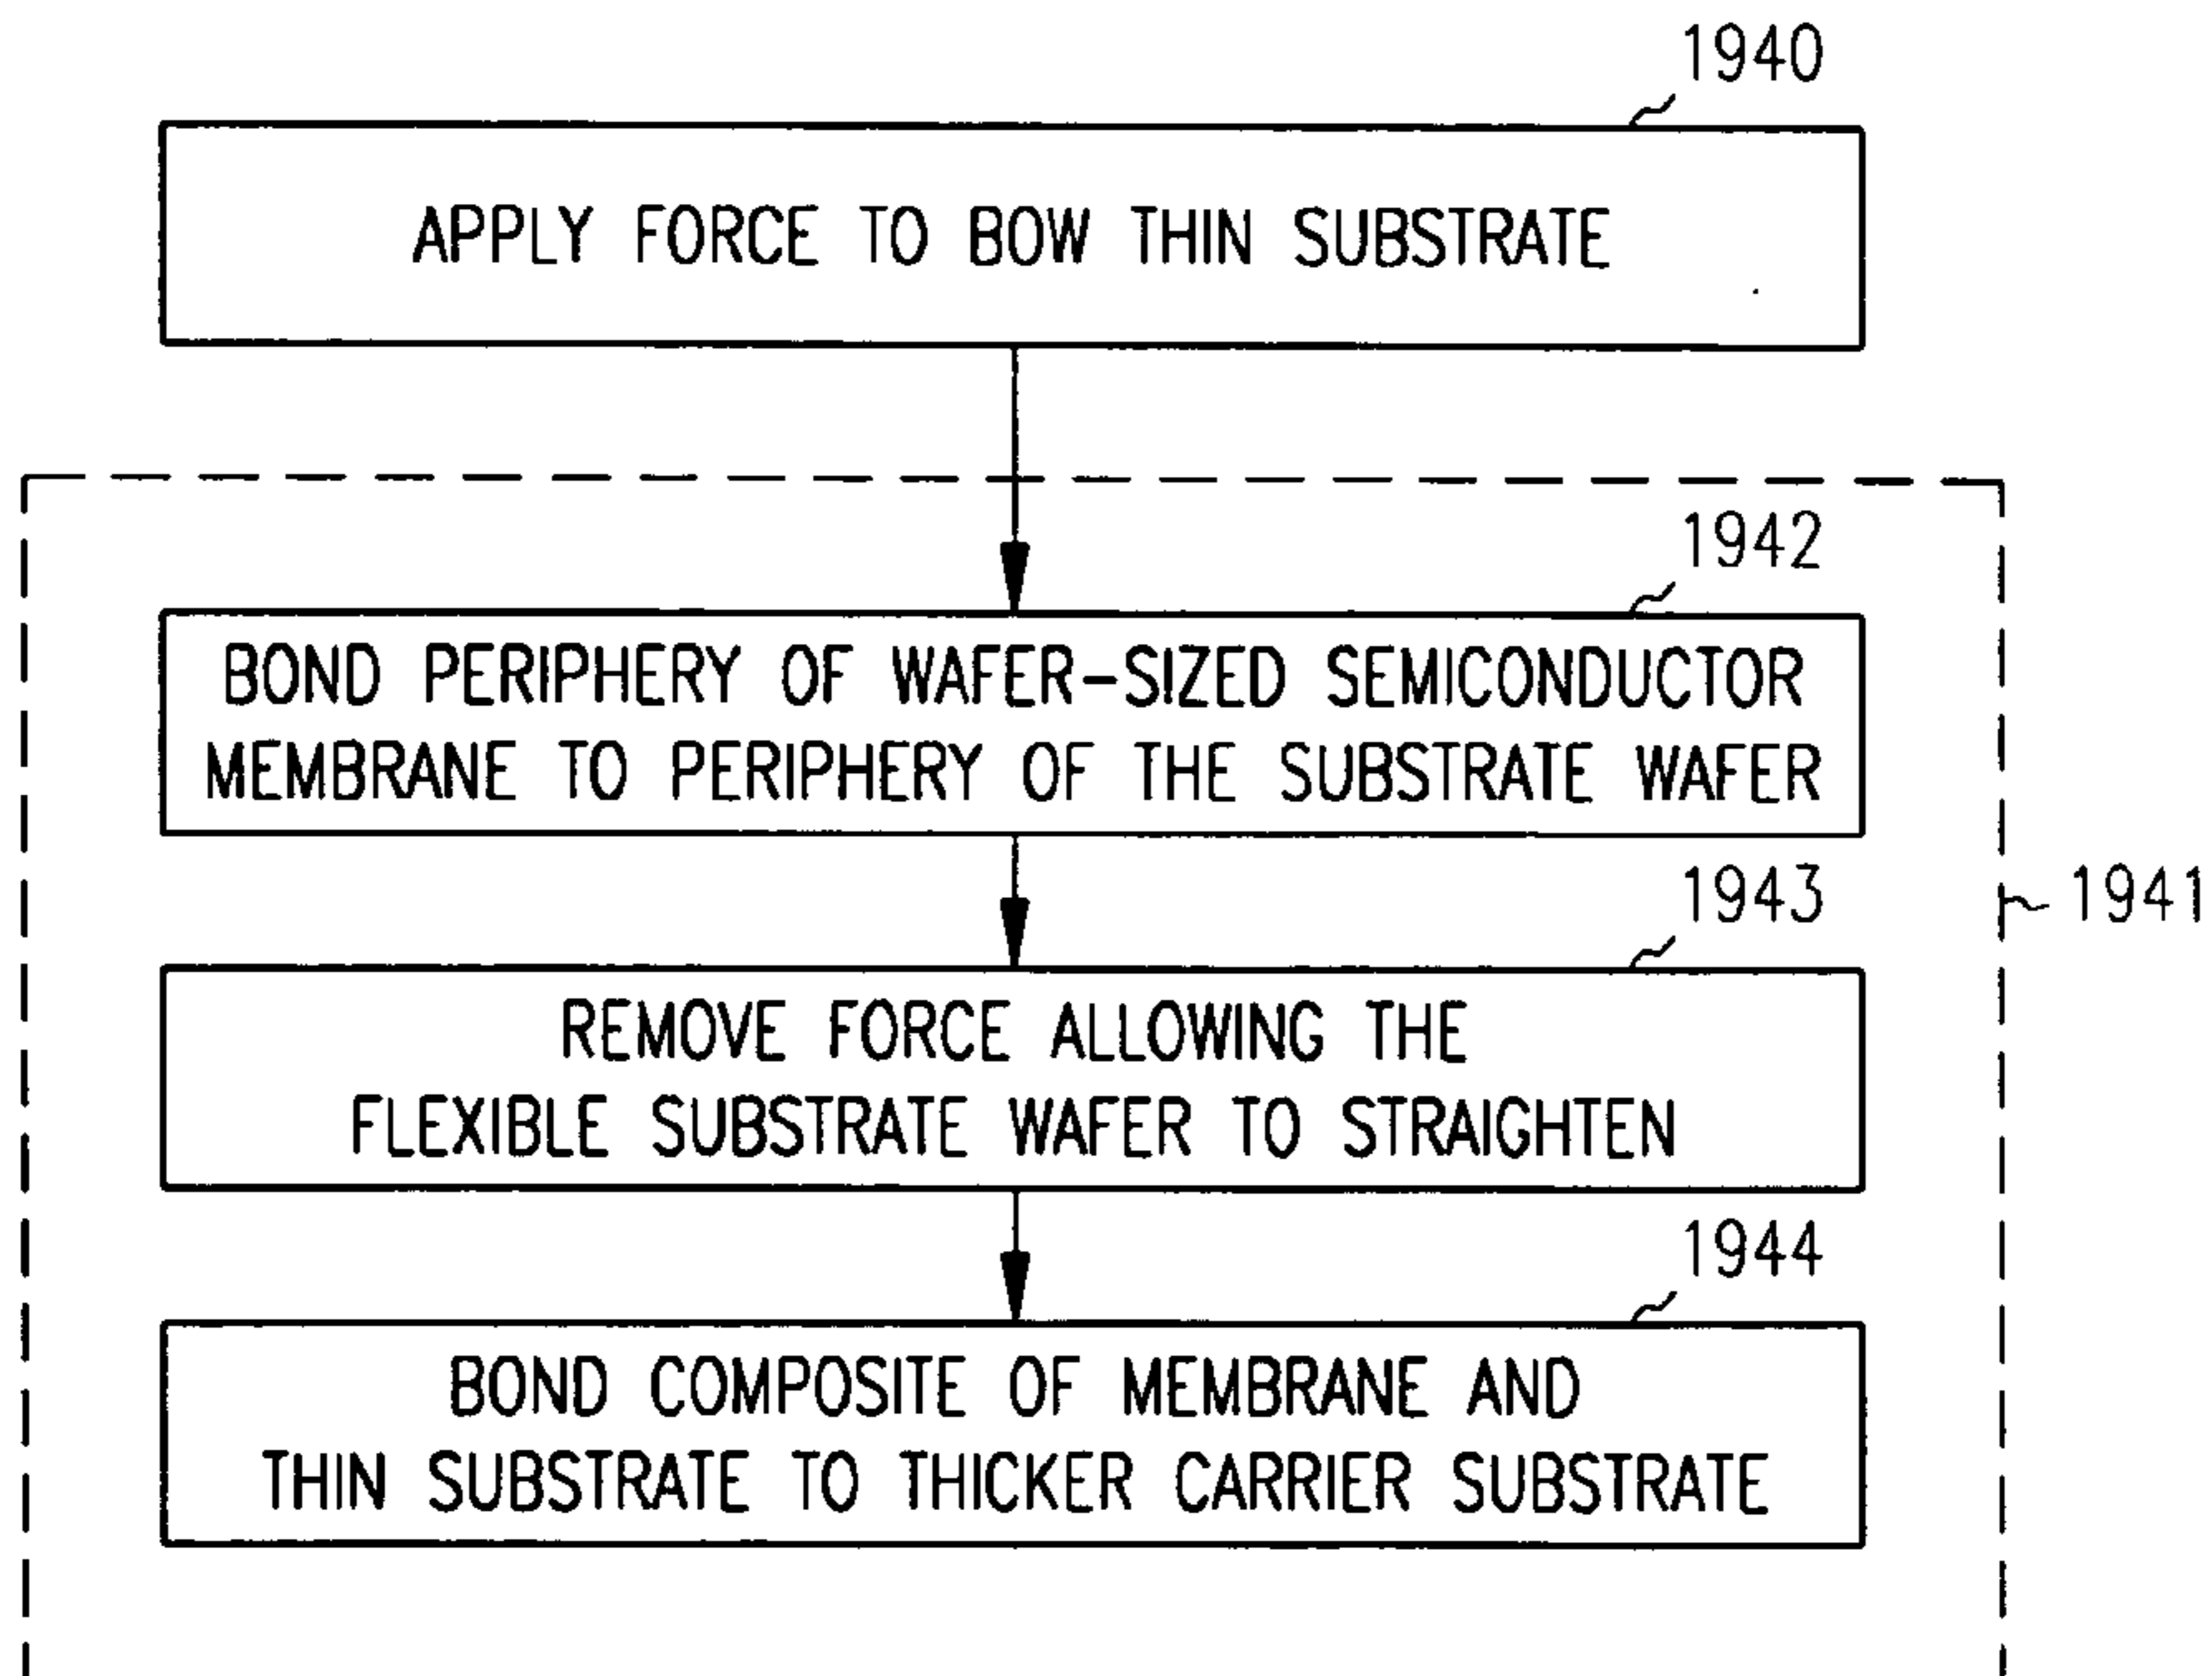 1940
APPLY FORCE TO BOW THIN SUBSTRATE
1942
BOND PERIPHERY OF WAFER-SIZED SEMICONDUCTOR
MEMBRANE TO PERIPHERY OF THE SUBSTRATE WAFER
1941
1943
REMOVE FORCE ALLOWING THE
FLEXIBLE SUBSTRATE WAFER TO STRAIGHTEN
1944
BOND COMPOSITE OF MEMBRANE AND
THIN SUBSTRATE TO THICKER CARRIER SUBSTRATE